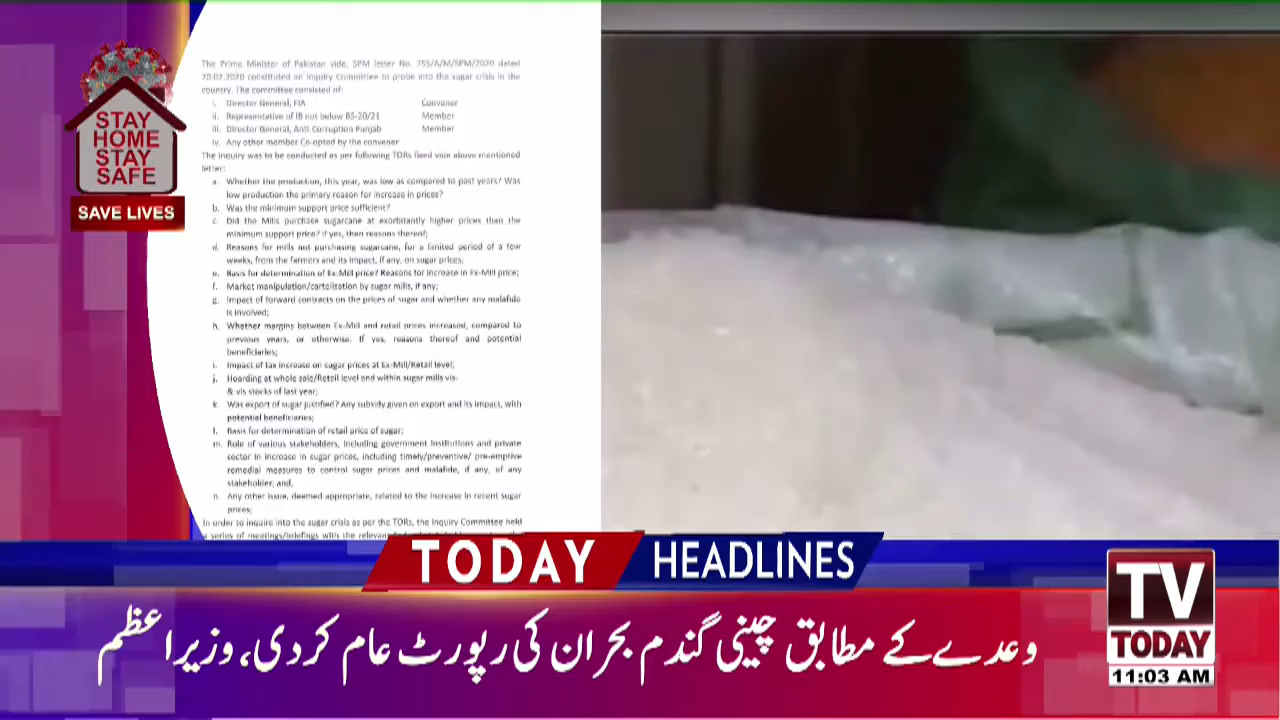 The Prime Minister of Pakistan vide, SPM letter No. 755/A/M/SPM/2020 dated
20.02.2020 constituted an Inquiry Committee to probe into the sugar crisis in the
country. The committee consisted of:
i. Director General, FIA Convener
ii. Representative of IB not below BS-20/21 Member
iii. Director General, Anti Corruption Punjab Member
iv. Any other member Co-opted by the convener
The inquiry was to be conducted as per following TORs fixed vide above mentioned
letter:
a. Whether the production, this year, was low as compared to past years? Was
low production the primary reason for increase in prices?
b. Was the minimum support price sufficient?
c. Did the Mills purchase sugarcane at exorbitantly higher prices than the
minimum support price? If yes, then reasons thereof;
d. Reasons for mills not purchasing sugarcane, for a limited period of a few
weeks, from the farmers and its impact, if any, on sugar prices;
e. Basis for determination of Ex-Mill price? Reasons for increase in Ex-Mill price;
f. Market manipulation/cartelization by sugar mills, if any;
g. Impact of forward contracts on the prices of sugar and whether any malafide
is involved;
h. Whether margins between Ex-Mill and retail prices increased, compared to
previous years, or otherwise. If yes, reasons thereof and potential
beneficiaries;
i. Impact of tax increase on sugar prices at Ex-Mill/Retail level;
j. Hoarding at whole sale/Retail level and within sugar mills vis-
& vis stocks of last year;
k. Was export of sugar justified? Any subsidy given on export and its impact, with
potential beneficiaries;
l. Basis for determination of retail price of sugar;
m. Role of various stakeholders, including government institutions and private
sector in increase in sugar prices, including timely/preventive/ pre-emptive
remedial measures to control sugar prices and malafide, if any, of any
stakeholder; and,
n. Any other issue, deemed appropriate, related to the increase in recent sugar
prices;
In order to inquire into the sugar crisis as per the TORs, the Inquiry Committee held
a series of meetings/briefings with the relevant
STAY
HOME
STAY
SAFE
SAVE LIVES
TODAY HEADLINES
وعدے کے مطابق چینی گندم بحران کی رپورٹ عام کردی، وزیراعظم
TV
TODAY
11:03 AM